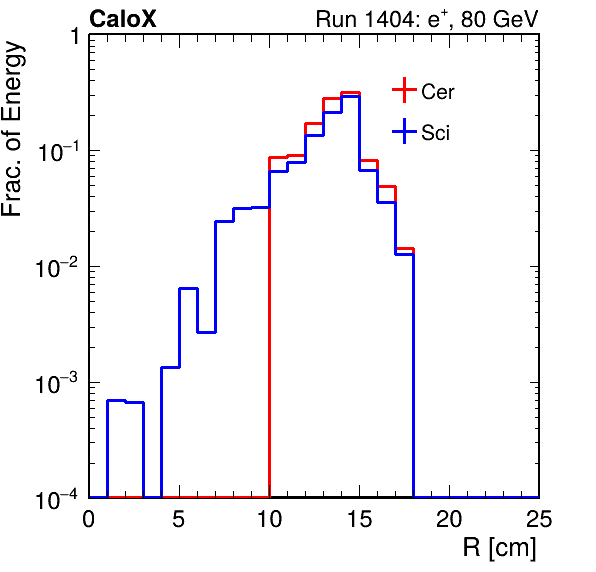 CaloX Run 1404: e⁺, 80 GeV
Frac. of Energy
1
10⁻¹
10⁻²
10⁻³
10⁻⁴
Cer
Sci
0 5 10 15 20 25
R [cm]